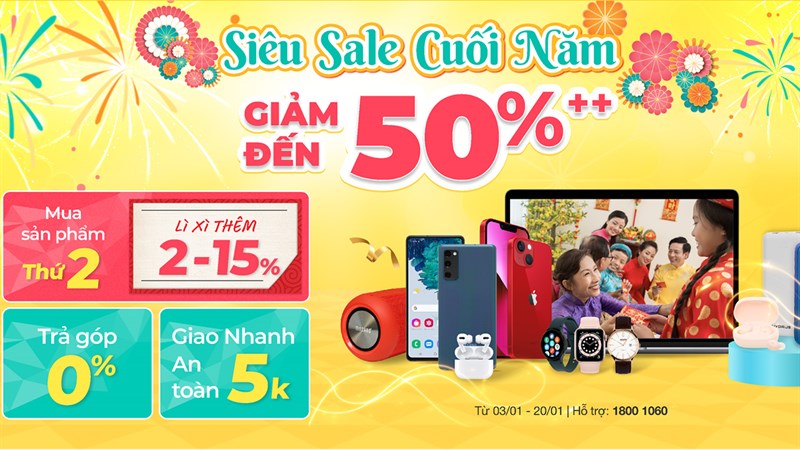 Siêu Sale Cuối Năm
GIẢM
ĐẾN
50%++
Mua
sản phẩm
Thứ 2
LÌ XÌ THÊM
2-15%
Trả góp
0%
Giao Nhanh
An
toàn 5k
Từ 03/01 - 20/01 | Hỗ trợ: 1800 1060